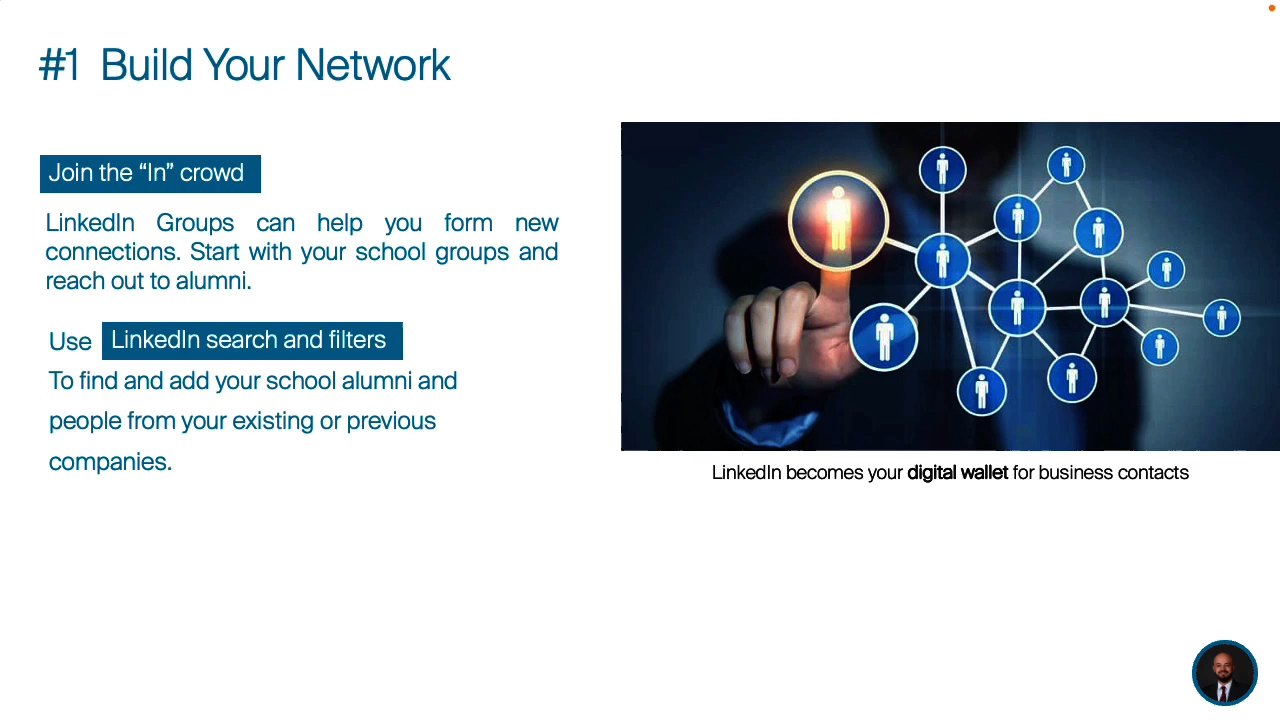 #1 Build Your Network
Join the “In” crowd
LinkedIn Groups can help you form new
connections. Start with your school groups and
reach out to alumni.
Use LinkedIn search and filters
To find and add your school alumni and
people from your existing or previous
companies.
LinkedIn becomes your digital wallet for business contacts